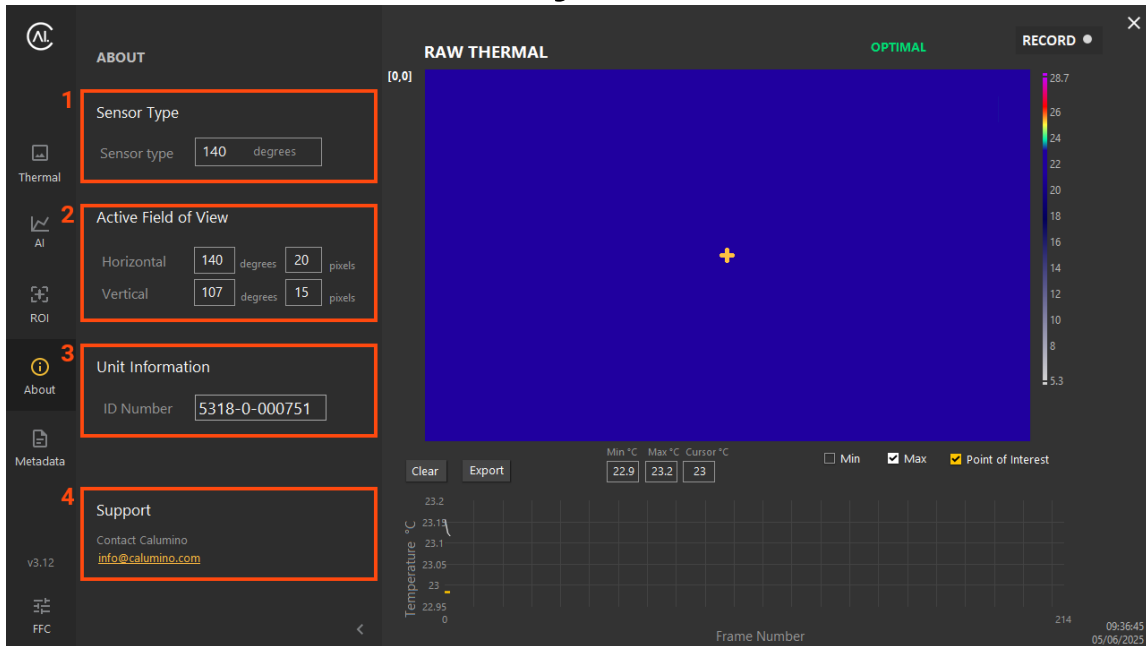 AI.
ABOUT
RAW THERMAL
OPTIMAL
RECORD
[0,0]
1
Sensor Type
Sensor type 140 degrees
2
Active Field of View
Horizontal 140 degrees 20 pixels
Vertical 107 degrees 15 pixels
3
Unit Information
ID Number 5318-0-000751
4
Support
Contact Calumino
info@calumino.com
Thermal
AI
ROI
About
Metadata
v3.12
FFC
28.7
26
24
22
20
18
16
14
12
10
8
5.3
Clear Export
Min °C Max °C Cursor °C
22.9 23.2 23
Min Max Point of Interest
Temperature °C
23.2
23.15
23.1
23.05
23
22.95
0 214
Frame Number
09:36:45
05/06/2025